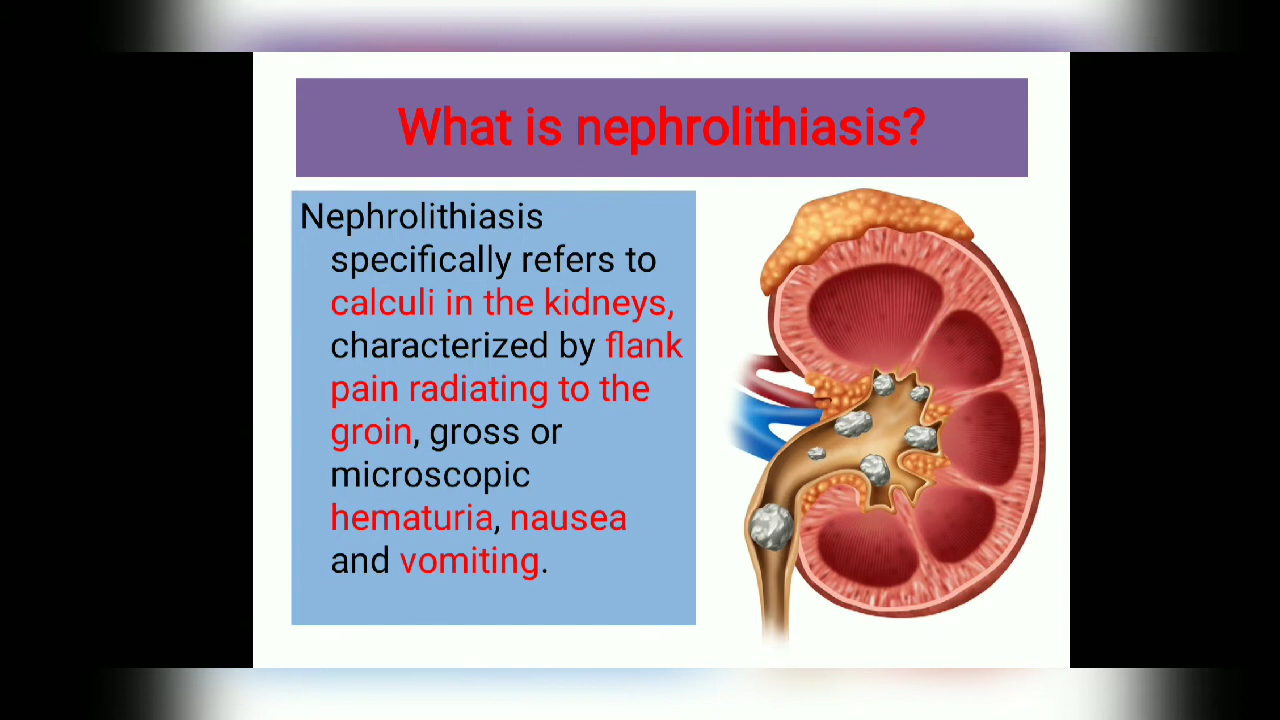 What is nephrolithiasis?
Nephrolithiasis
specifically refers to
calculi in the kidneys,
characterized by flank
pain radiating to the
groin, gross or
microscopic
hematuria, nausea
and vomiting.